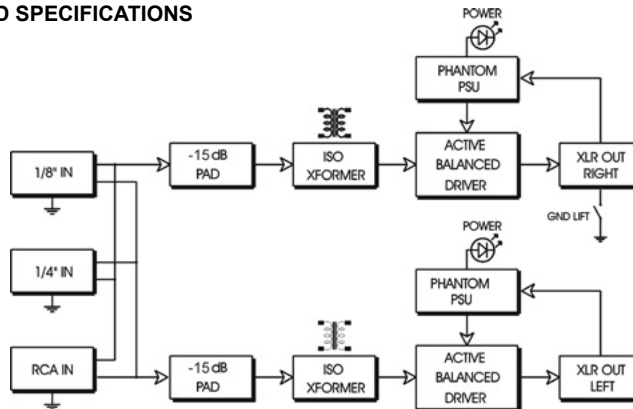 D SPECIFICATIONS
POWER
PHANTOM
PSU
1/8" IN
-15 dB
PAD
ISO
XFORMER
ACTIVE
BALANCED
DRIVER
XLR OUT
RIGHT
GND LIFT
1/4" IN
POWER
PHANTOM
PSU
RCA IN
-15 dB
PAD
ISO
XFORMER
ACTIVE
BALANCED
DRIVER
XLR OUT
LEFT